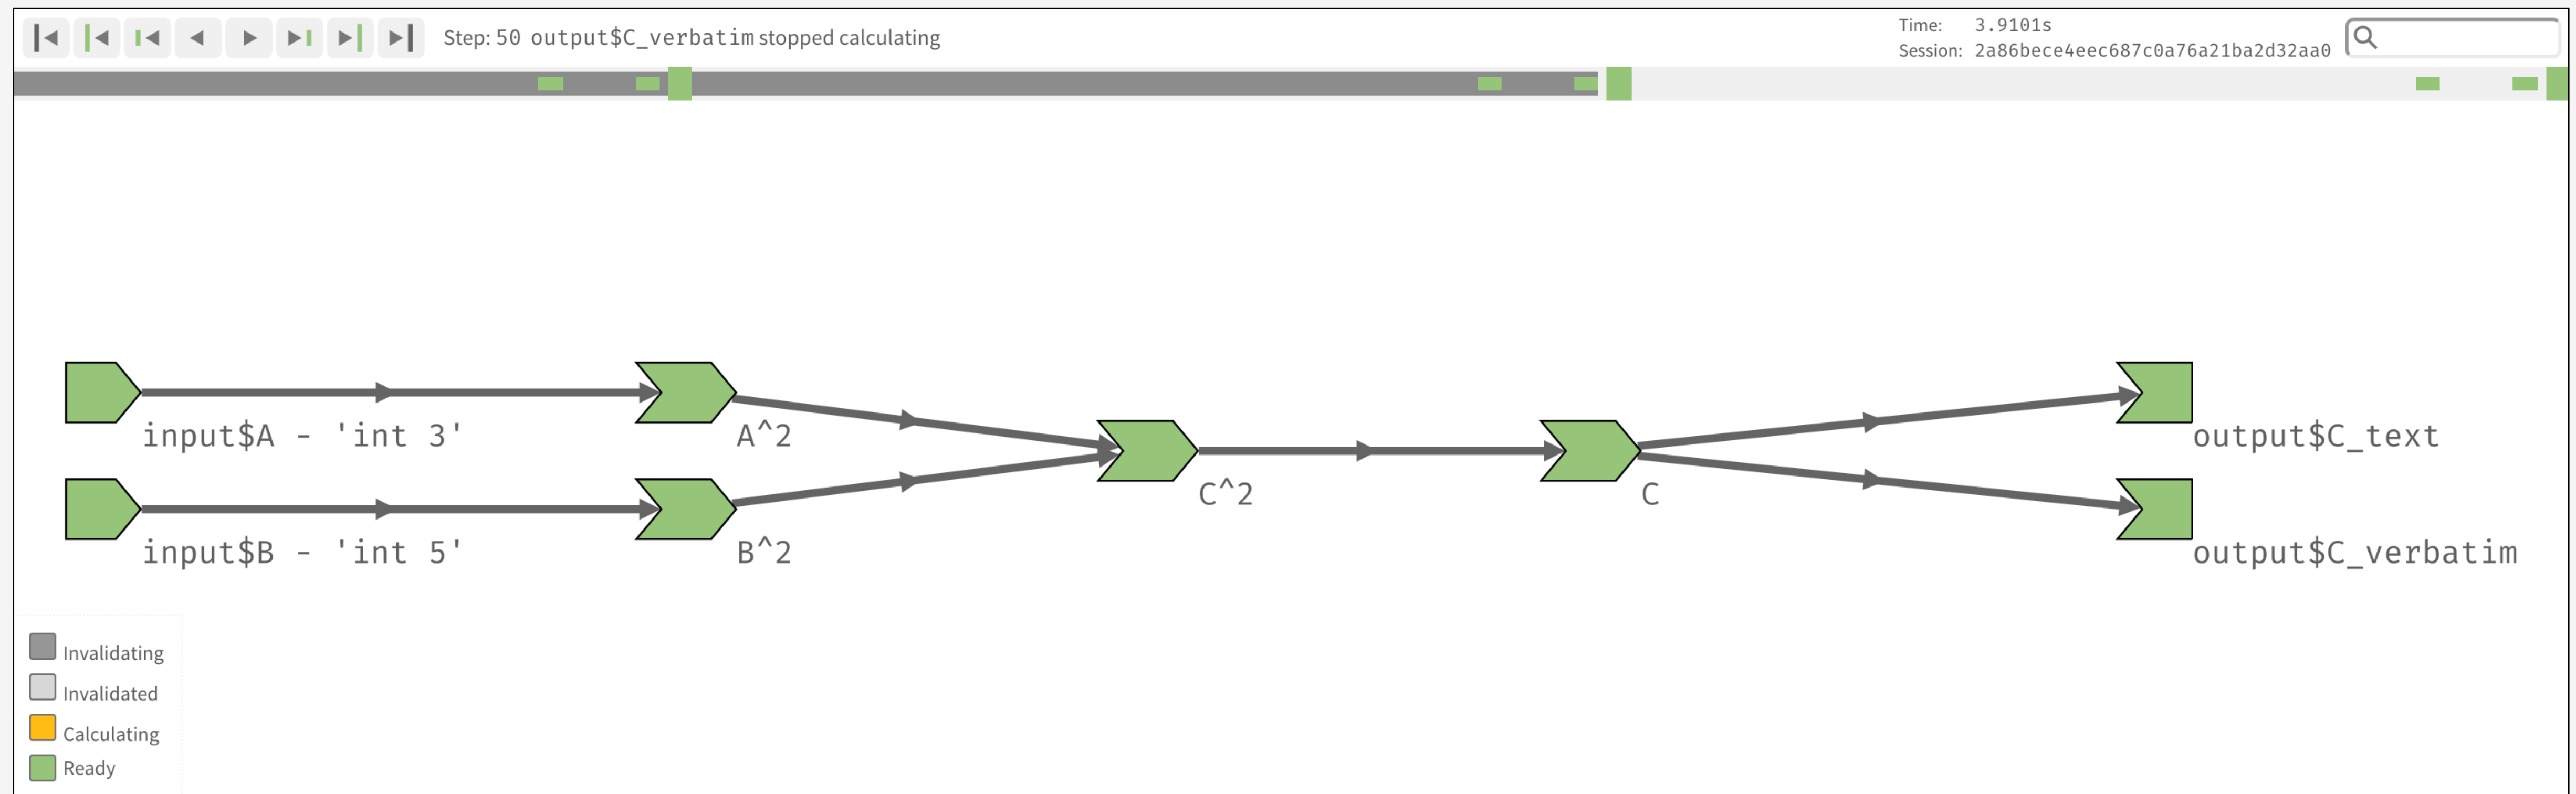 Step: 50 output$C_verbatim stopped calculating
Time: 3.9101s
Session: 2a86bece4eec687c0a76a21ba2d32aa0
input$A - 'int 3'
A^2
output$C_text
C^2
C
input$B - 'int 5'
B^2
output$C_verbatim
Invalidating
Invalidated
Calculating
Ready